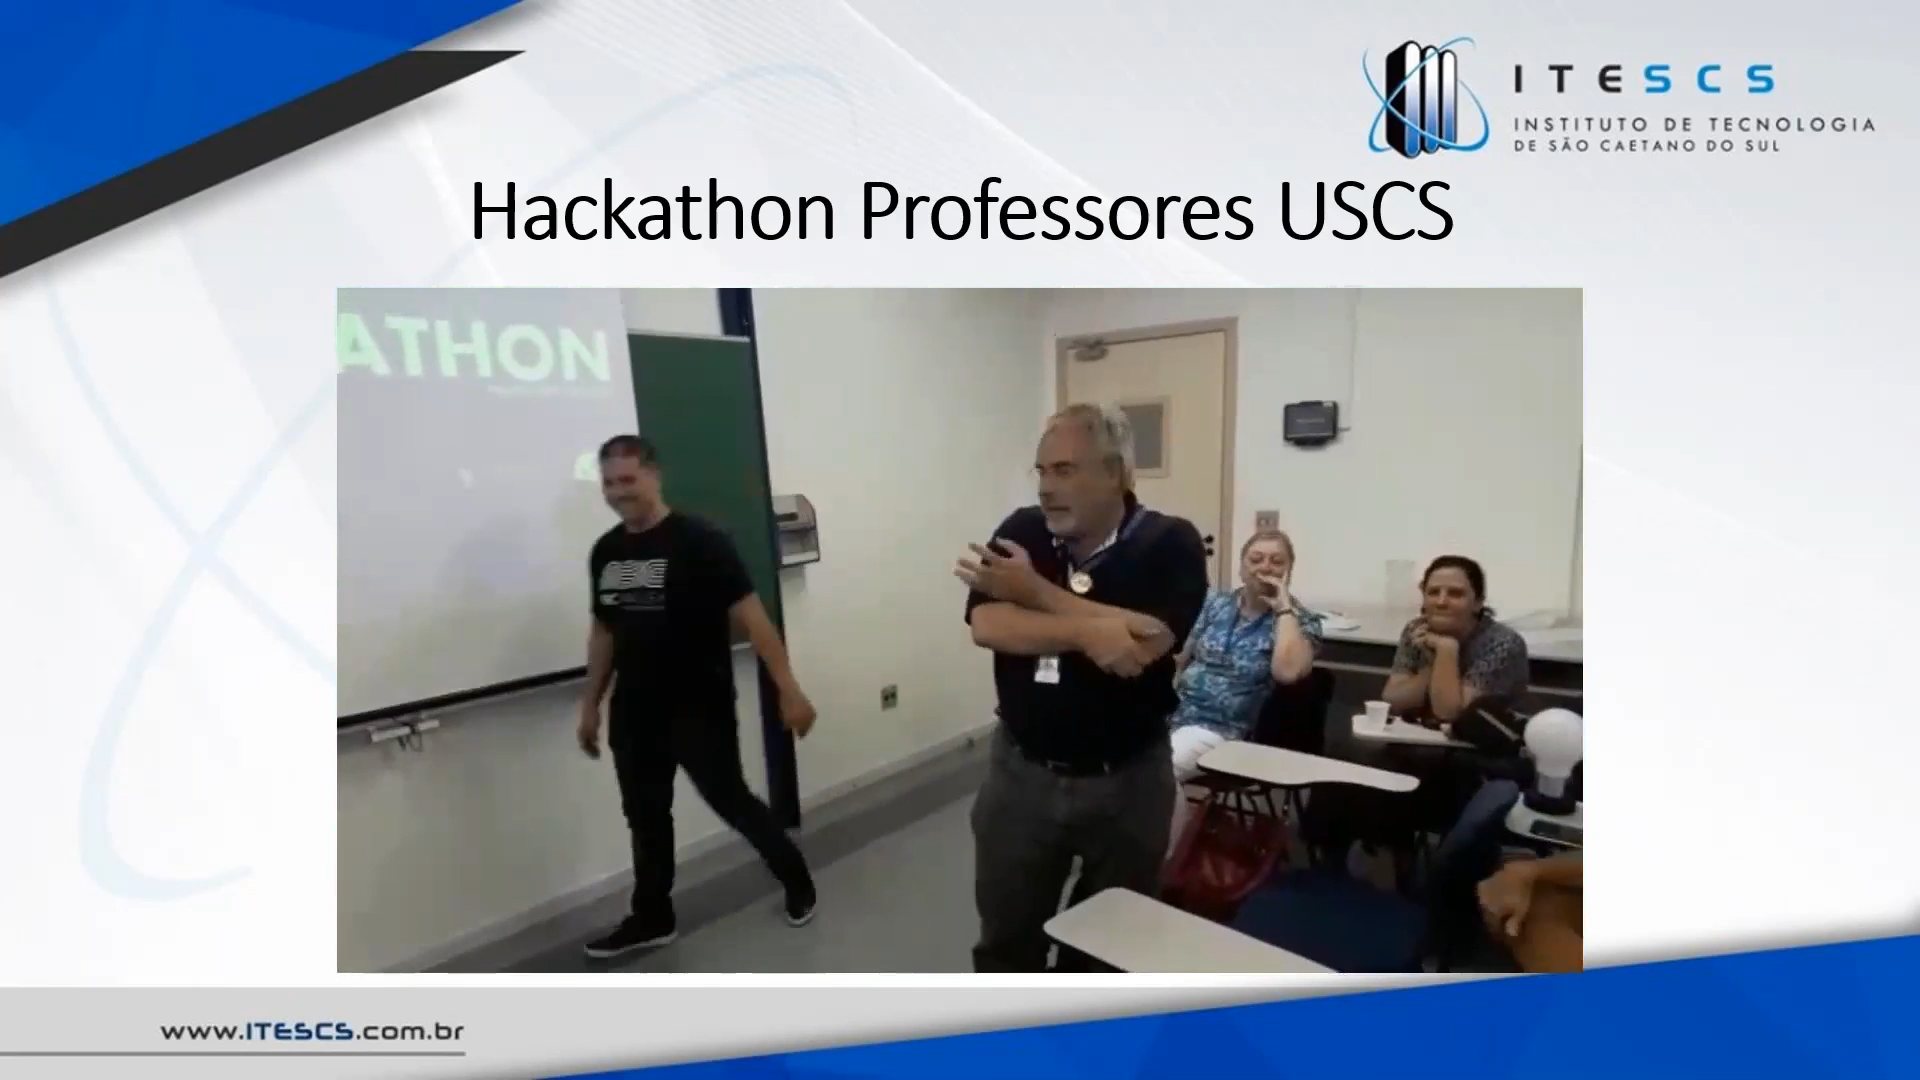 ITESCS
INSTITUTO DE TECNOLOGIA
DE SÃO CAETANO DO SUL
Hackathon Professores USCS
ATHON
www.ITESCS.com.br